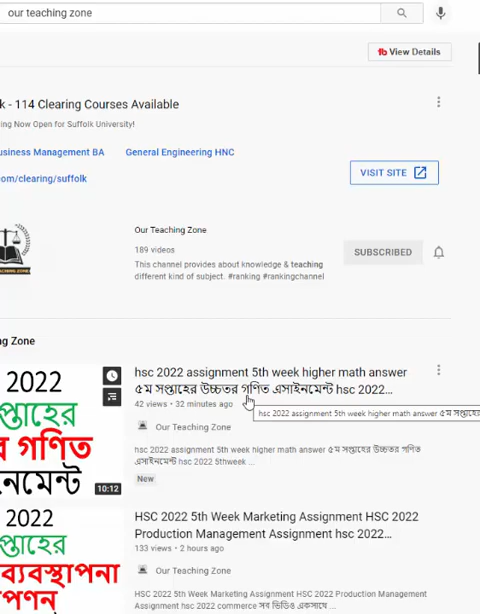 our teaching zone
View Details
k - 114 Clearing Courses Available
ing Now Open for Suffolk University!
usiness Management BA General Engineering HNC
VISIT SITE
com/clearing/suffolk
Our Teaching Zone
189 videos
SUBSCRIBED
This channel provides about knowledge & teaching
different kind of subject. #ranking #rankingchannel
ng Zone
2022
প্তাহের
র গণিত
নমেন্ট
10:12
hsc 2022 assignment 5th week higher math answer
৫ম সপ্তাহের উচ্চতর গণিত এসাইনমেন্ট hsc 2022...
42 views • 32 minutes ago
hsc 2022 assignment 5th week higher math answer ৫ম সপ্তাহের
Our Teaching Zone
hsc 2022 assignment 5th week higher math answer ৫ম সপ্তাহের উচ্চতর গণিত
এসাইনমেন্ট hsc 2022 5thweek ...
New
2022
প্তাহের
ব্যবস্থাপনা
পণন
HSC 2022 5th Week Marketing Assignment HSC 2022
Production Management Assignment hsc 2022...
133 views • 2 hours ago
Our Teaching Zone
HSC 2022 5th Week Marketing Assignment HSC 2022 Production Management
Assignment hsc 2022 commerce সব ভিডিও একসাথে ...